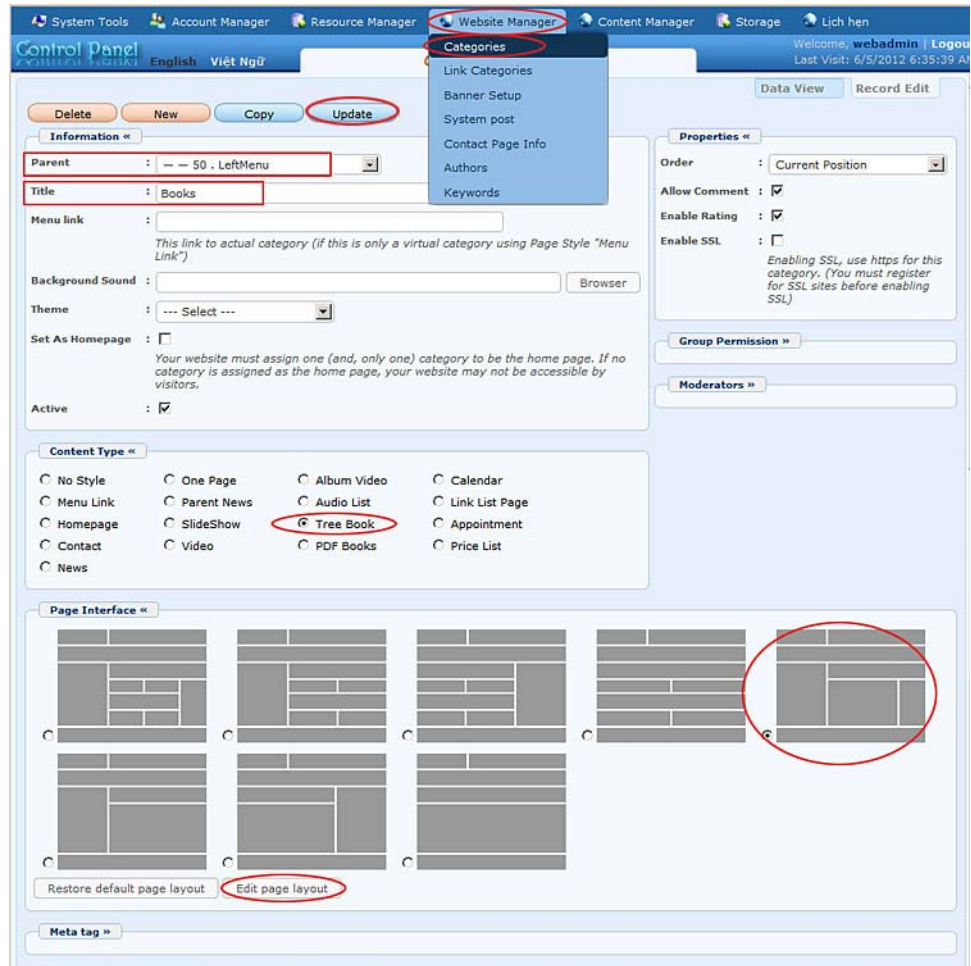 System Tools Account Manager Resource Manager Website Manager Content Manager Storage Lịch hen
Control Panel English Việt Ngữ
Welcome, webadmin | Logou
Last Visit: 6/5/2012 6:35:39 AM
Categories
Link Categories
Banner Setup
System post
Contact Page Info
Authors
Keywords
Data View Record Edit
Delete New Copy Update
Information «
Parent : — — 50 . LeftMenu
Title : Books
Menu link :
This link to actual category (if this is only a virtual category using Page Style "Menu
Link")
Background Sound : Browser
Theme : --- Select ---
Set As Homepage :
Your website must assign one (and, only one) category to be the home page. If no
category is assigned as the home page, your website may not be accessible by
visitors.
Active :
Properties «
Order : Current Position
Allow Comment :
Enable Rating :
Enable SSL :
Enabling SSL, use https for this
category. (You must register
for SSL sites before enabling
SSL)
Group Permission »
Moderators »
Content Type «
No Style One Page Album Video Calendar
Menu Link Parent News Audio List Link List Page
Homepage SlideShow Tree Book Appointment
Contact Video PDF Books Price List
News
Page Interface «
Restore default page layout Edit page layout
Meta tag »